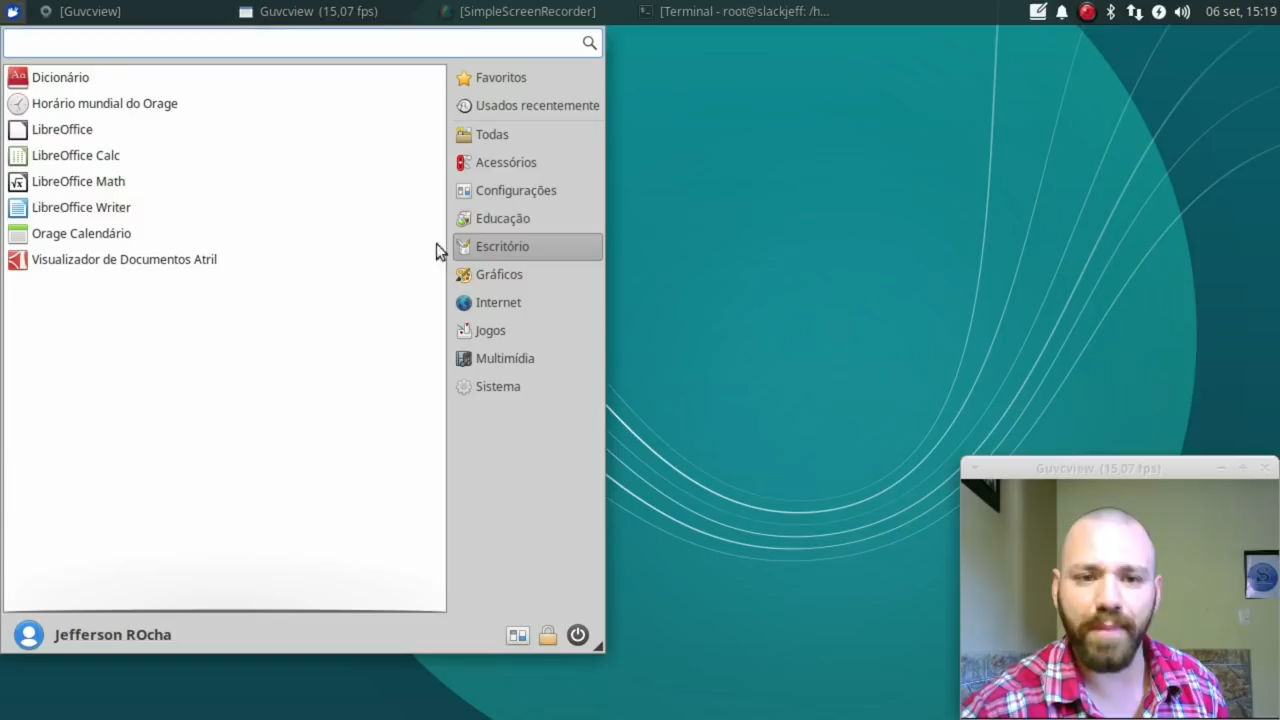 [Guvcview]
Guvcview (15,07 fps)
[SimpleScreenRecorder]
[Terminal - root@slackjeff: /h...
06 set, 15:19
Dicionário
Horário mundial do Orage
LibreOffice
LibreOffice Calc
LibreOffice Math
LibreOffice Writer
Orage Calendário
Visualizador de Documentos Atril
Favoritos
Usados recentemente
Todas
Acessórios
Configurações
Educação
Escritório
Gráficos
Internet
Jogos
Multimídia
Sistema
Jefferson ROcha
Guvcview (15,07 fps)